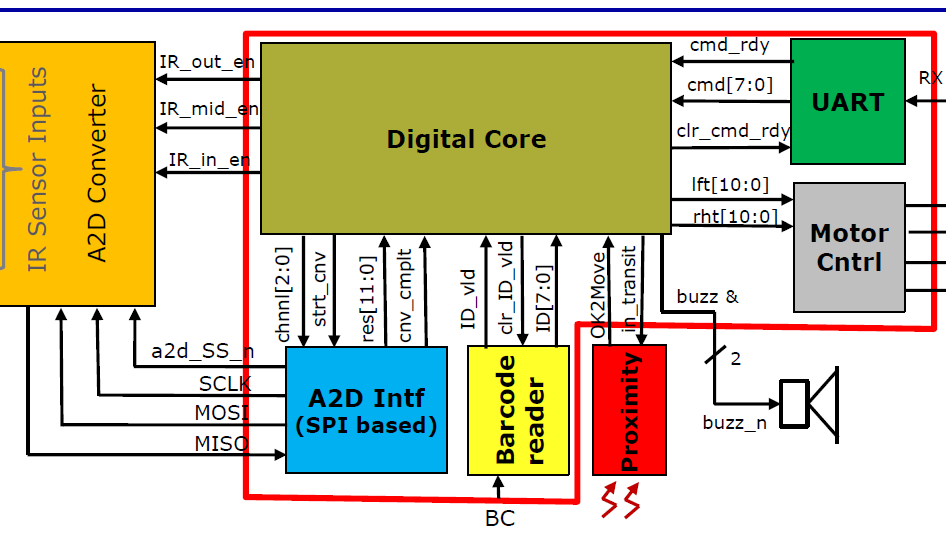 IR Sensor Inputs
A2D Converter
IR_out_en
IR_mid_en
IR_in_en
Digital Core
cmd_rdy
cmd[7:0]
clr_cmd_rdy
UART
RX
lft[10:0]
rht[10:0]
Motor
Cntrl
chnnl[2:0]
strt_cnv
res[11:0]
cnv_cmplt
ID_vld
clr_ID_vld
ID[7:0]
OK2Move
in_transit
buzz &
2
buzz_n
a2d_SS_n
SCLK
MOSI
MISO
A2D Intf
(SPI based)
Barcode
reader
Proximity
BC